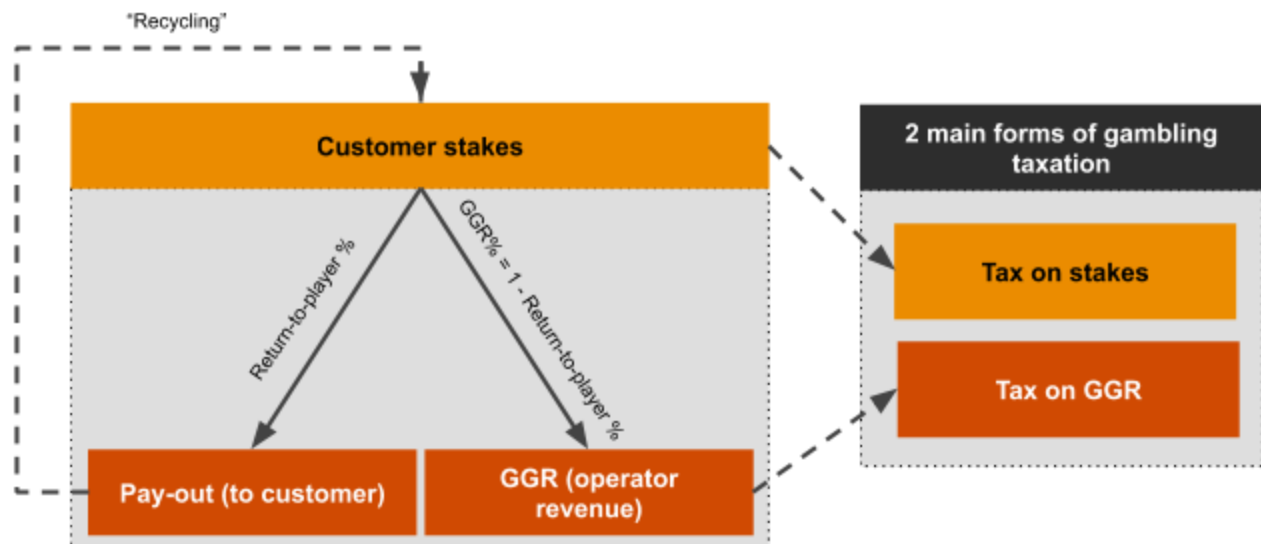 “Recycling”
Customer stakes
2 main forms of gambling
taxation
Return-to-player %
GGR% = 1 - Return-to-player %
Tax on stakes
Tax on GGR
Pay-out (to customer)
GGR (operator
revenue)